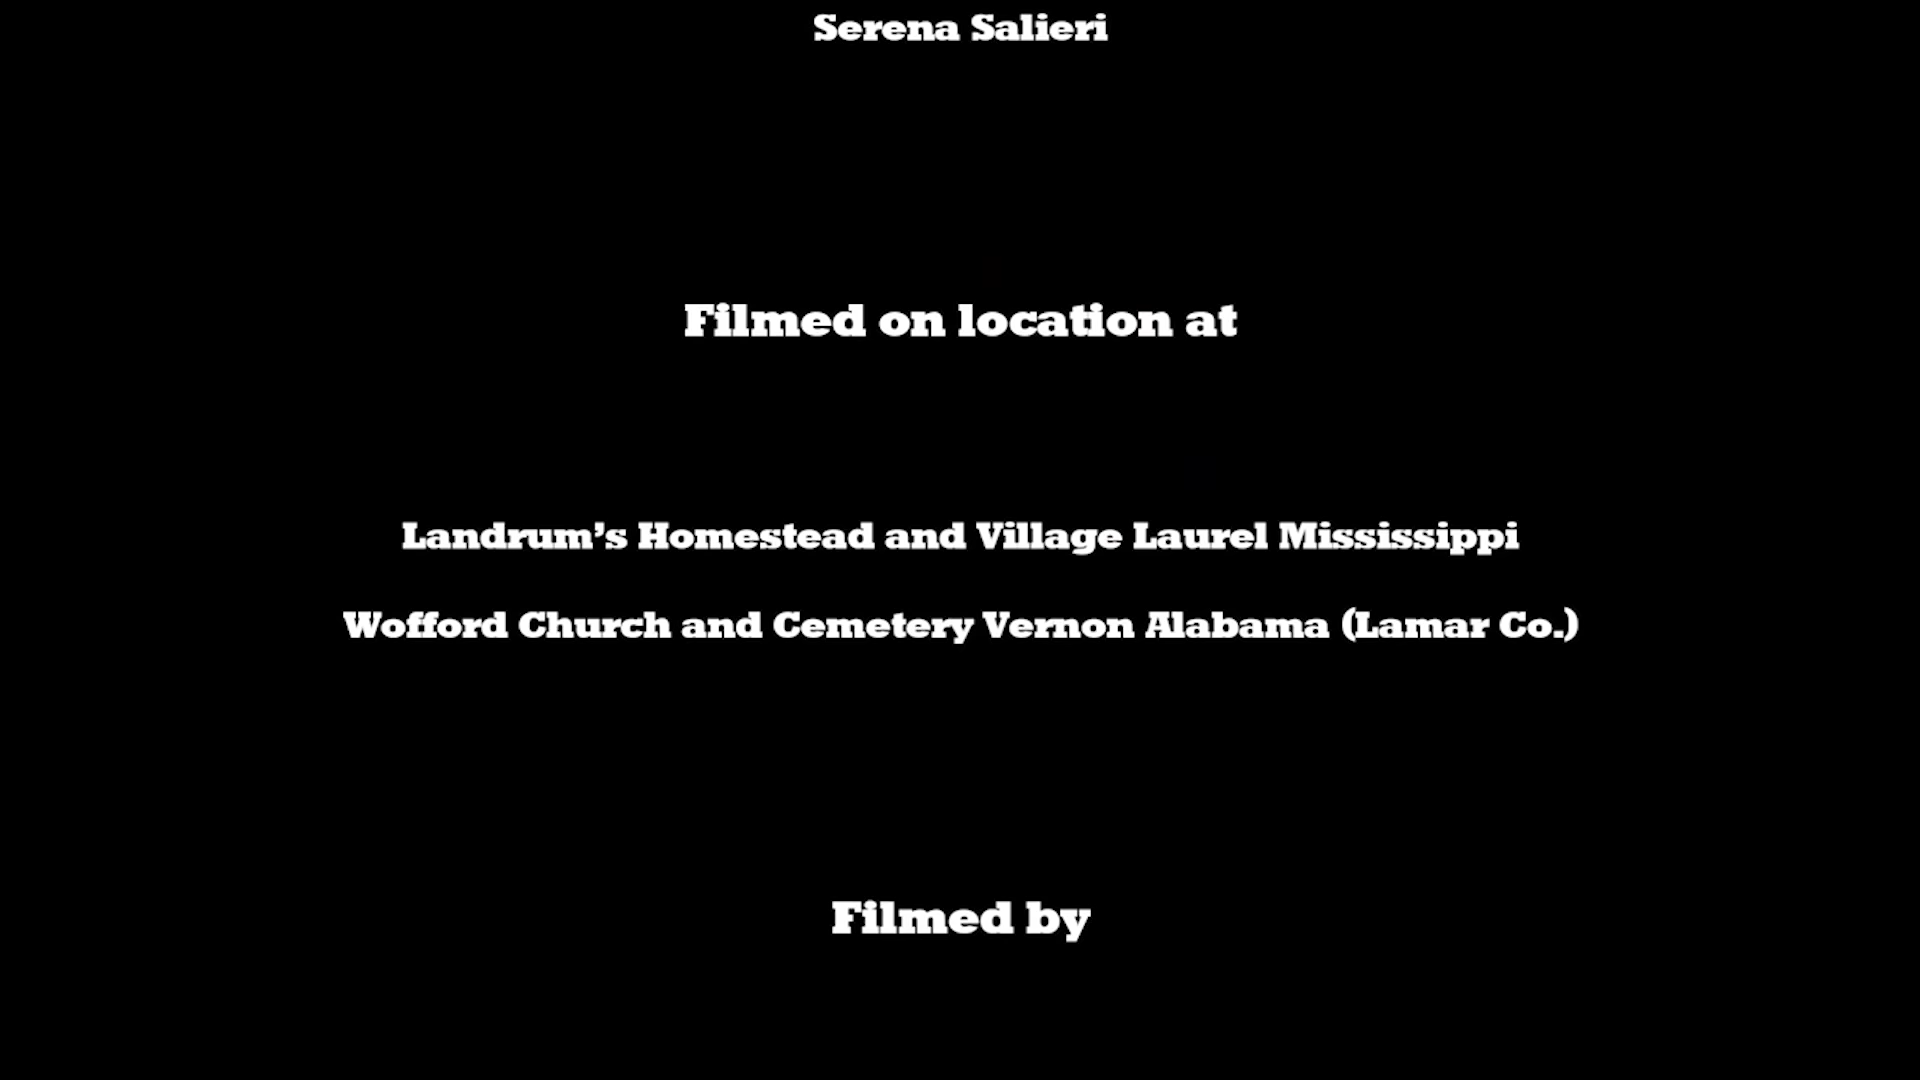 Serena Salieri
Filmed on location at
Landrum's Homestead and Village Laurel Mississippi
Wofford Church and Cemetery Vernon Alabama (Lamar Co.)
Filmed by